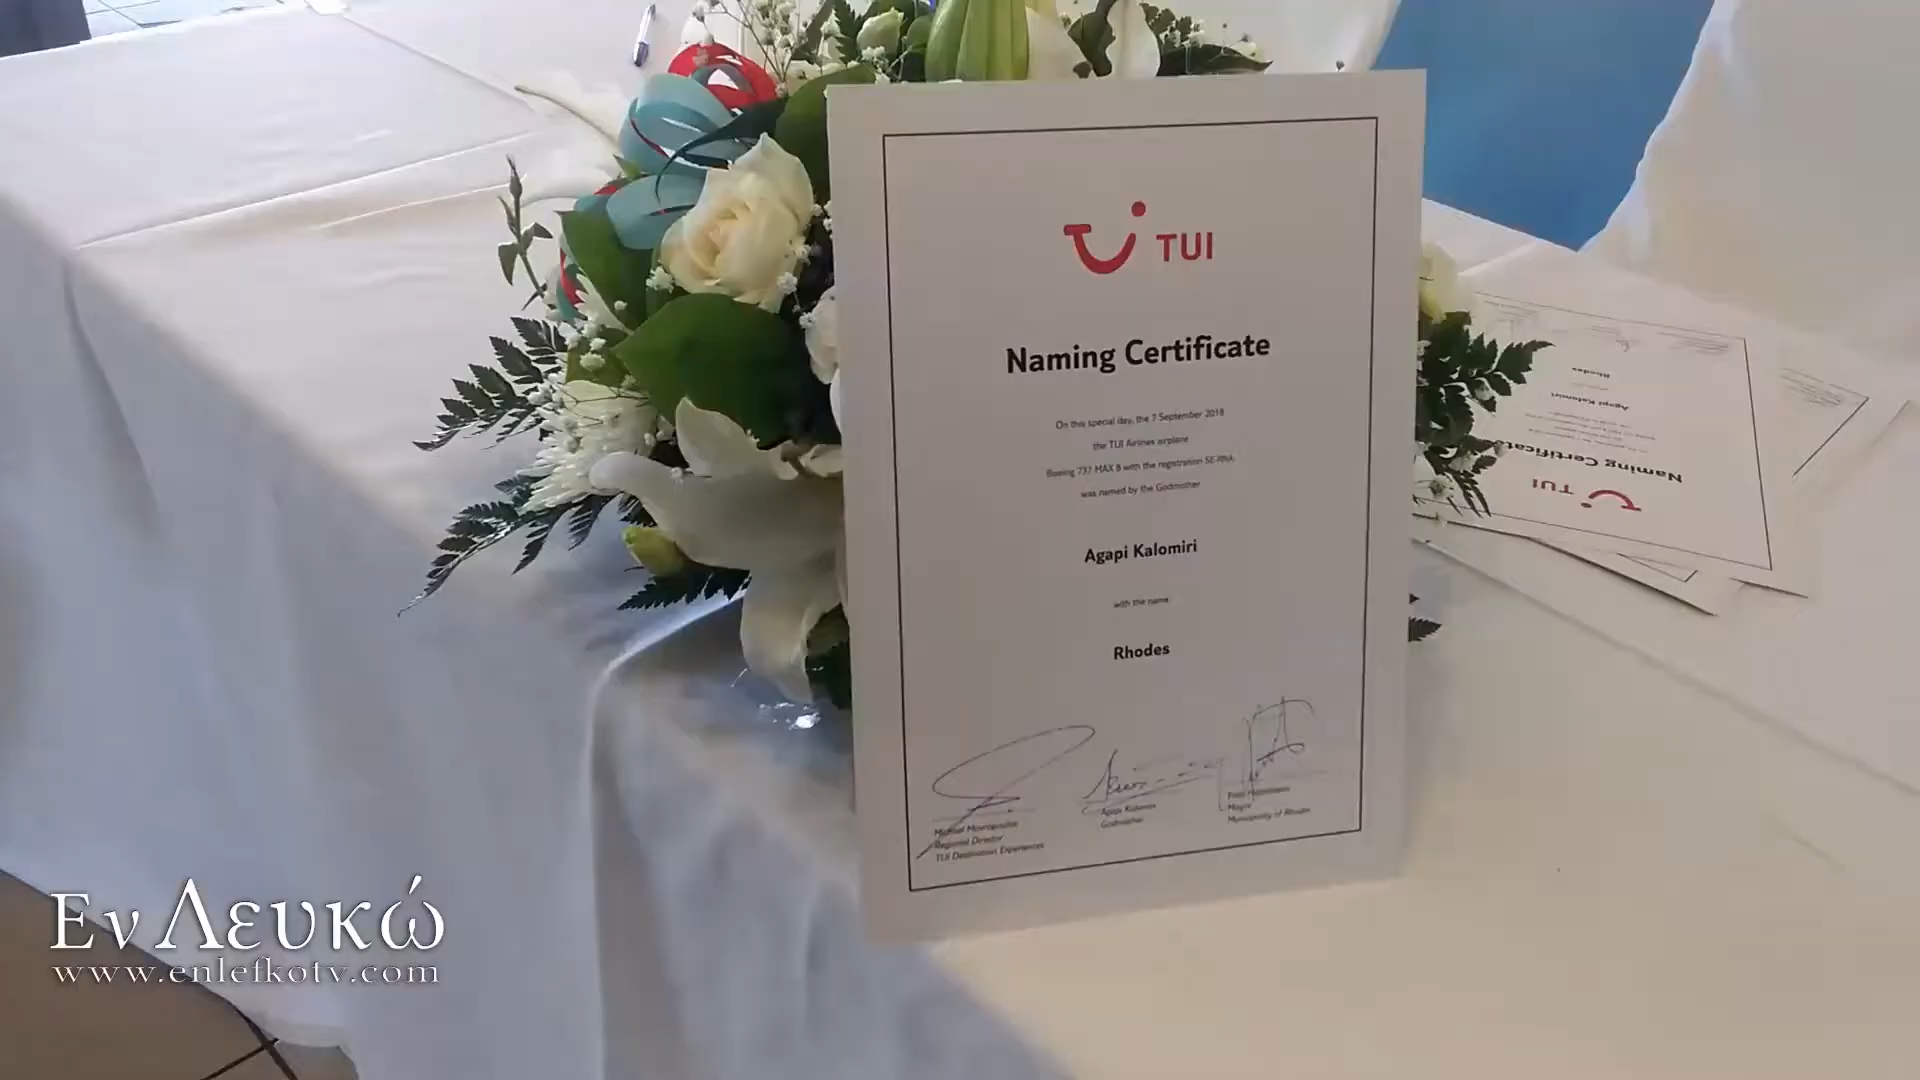 TUI
Naming Certificate
On this special day, the 7 September 2018
the TUI Airlines airplane
Boeing 737 MAX 8 with the registration SE-RNA
was named by the Godmother
Agapi Kalomiri
with the name
Rhodes
Michael Mavropoulos
Regional Director
TUI Destination Experiences
Agapi Kalomiri
Godmother
Mayor
Municipality of Rhodes
TUI
Naming Certificate
Agapi Kalomiri
Rhodes
Εν Λευκώ
www.enlefkotv.com